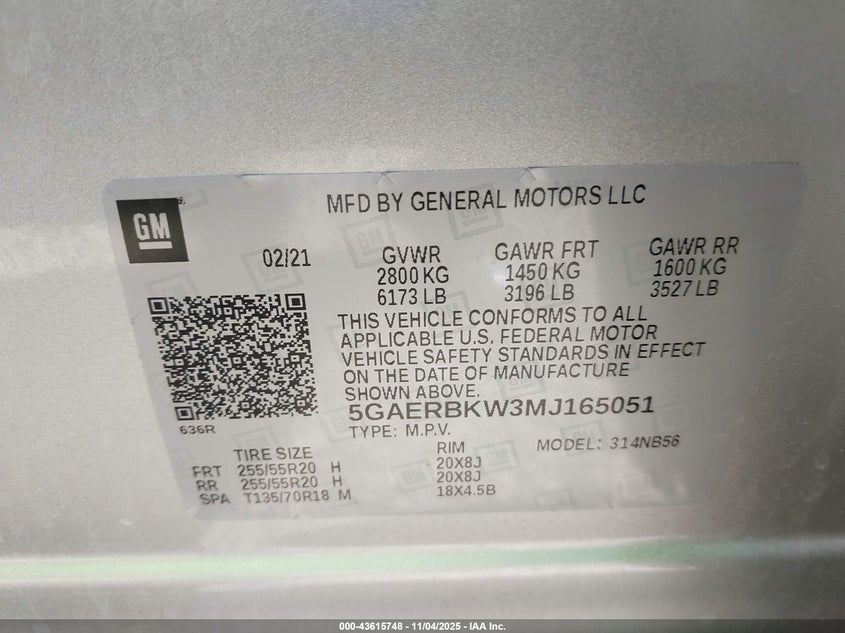 MFD BY GENERAL MOTORS LLC
GM
02/21 GVWR GAWR FRT GAWR RR
2800 KG 1450 KG 1600 KG
6173 LB 3196 LB 3527 LB
THIS VEHICLE CONFORMS TO ALL
APPLICABLE U.S. FEDERAL MOTOR
VEHICLE SAFETY STANDARDS IN EFFECT
ON THE DATE OF MANUFACTURE
SHOWN ABOVE.
5GAERBKW3MJ165051
636R
TYPE: M.P.V.
TIRE SIZE RIM MODEL: 314NB56
FRT 255/55R20 H 20X8J
RR 255/55R20 H 20X8J
SPA T135/70R18 M 18X4.5B
000-43615748 - 11/04/2025 - IAA Inc.